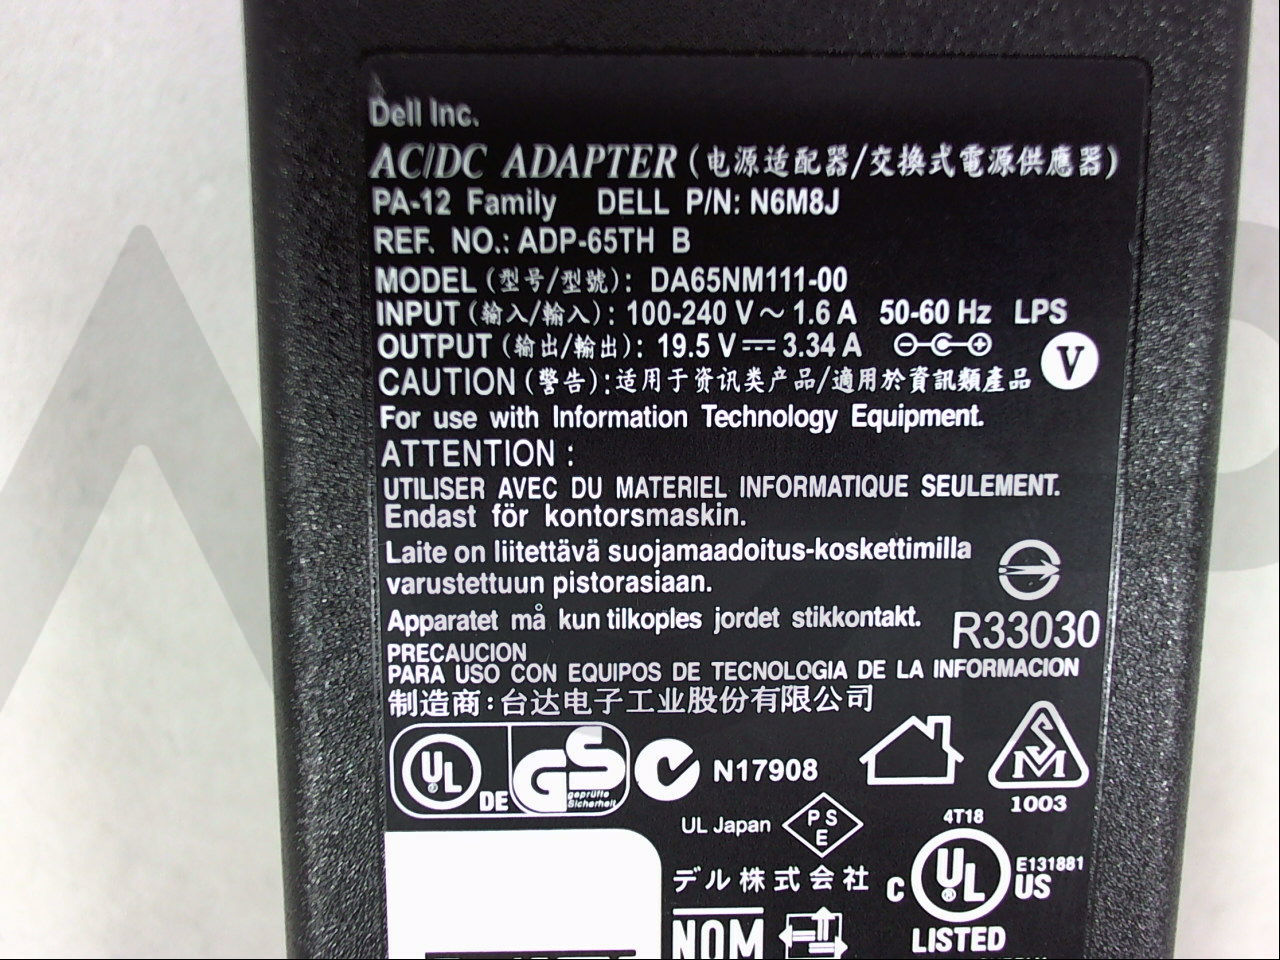 Dell Inc.
AC/DC ADAPTER (电源适配器/交換式電源供應器)
PA-12 Family DELL P/N: N6M8J
REF. NO.: ADP-65TH B
MODEL (型号/型號): DA65NM111-00
INPUT (输入/輸入): 100-240 V ~ 1.6 A 50-60 Hz LPS
OUTPUT (输出/輸出): 19.5 V ⎓ 3.34 A
V
CAUTION (警告):适用于资讯类产品/適用於資訊類產品
For use with Information Technology Equipment.
ATTENTION :
UTILISER AVEC DU MATERIEL INFORMATIQUE SEULEMENT.
Endast för kontorsmaskin.
Laite on liitettävä suojamaadoitus-koskettimilla
varustettuun pistorasiaan.
Apparatet må kun tilkoples jordet stikkontakt.
R33030
PRECAUCION
PARA USO CON EQUIPOS DE TECNOLOGIA DE LA INFORMACION
制造商:台达电子工业股份有限公司
UL DE GS geprüfte Sicherheit N17908
S M
1003
UL Japan PSE
4T18
デル株式会社
C UL US E131881
LISTED
NOM